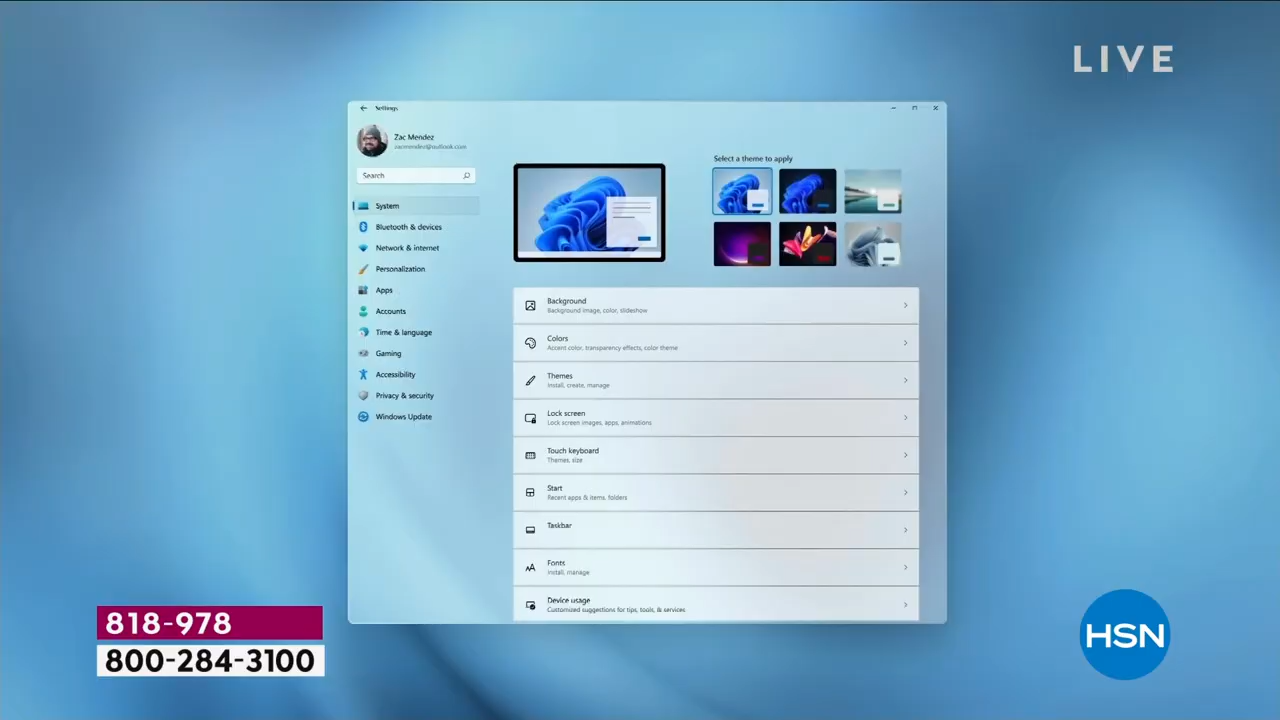 LIVE
Settings
Zac Mendez
zacmendez@outlook.com
Search
System
Bluetooth & devices
Network & internet
Personalization
Apps
Accounts
Time & language
Gaming
Accessibility
Privacy & security
Windows Update
Select a theme to apply
Background
Background image, color, slideshow
Colors
Accent color, transparency effects, color theme
Themes
Install, create, manage
Lock screen
Lock screen images, apps, animations
Touch keyboard
Themes, size
Start
Recent apps & items, folders
Taskbar
Fonts
Install, manage
Device usage
Customized suggestions for tips, tools, & services
818-978
800-284-3100
HSN